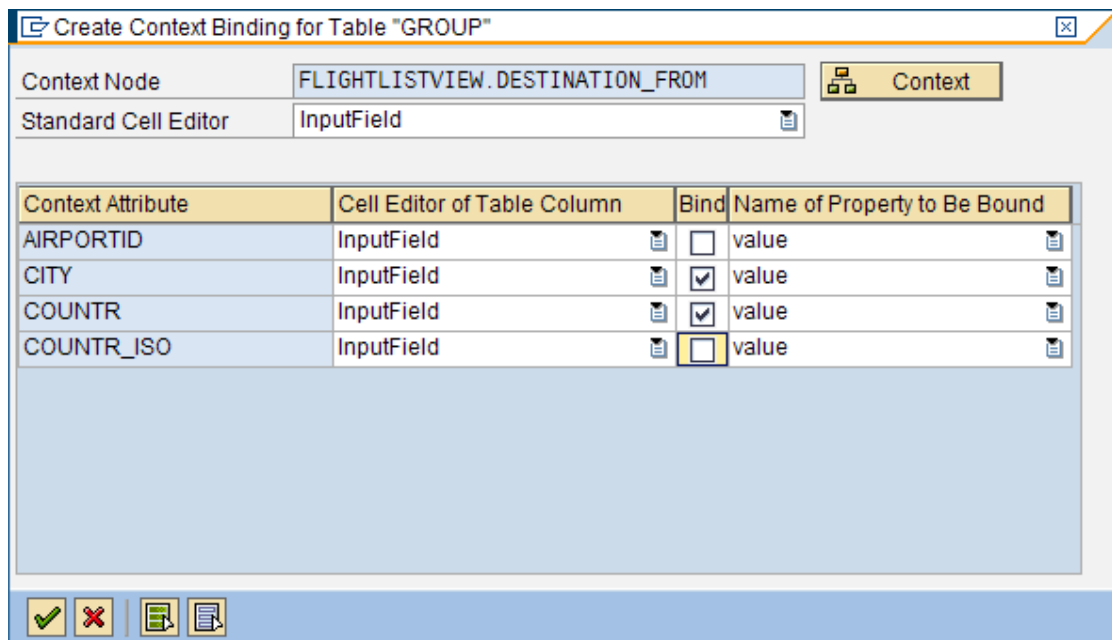 Create Context Binding for Table "GROUP"
Context Node FLIGHTLISTVIEW.DESTINATION_FROM Context
Standard Cell Editor InputField
Context Attribute Cell Editor of Table Column Bind Name of Property to Be Bound
AIRPORTID InputField value
CITY InputField value
COUNTR InputField value
COUNTR_ISO InputField value